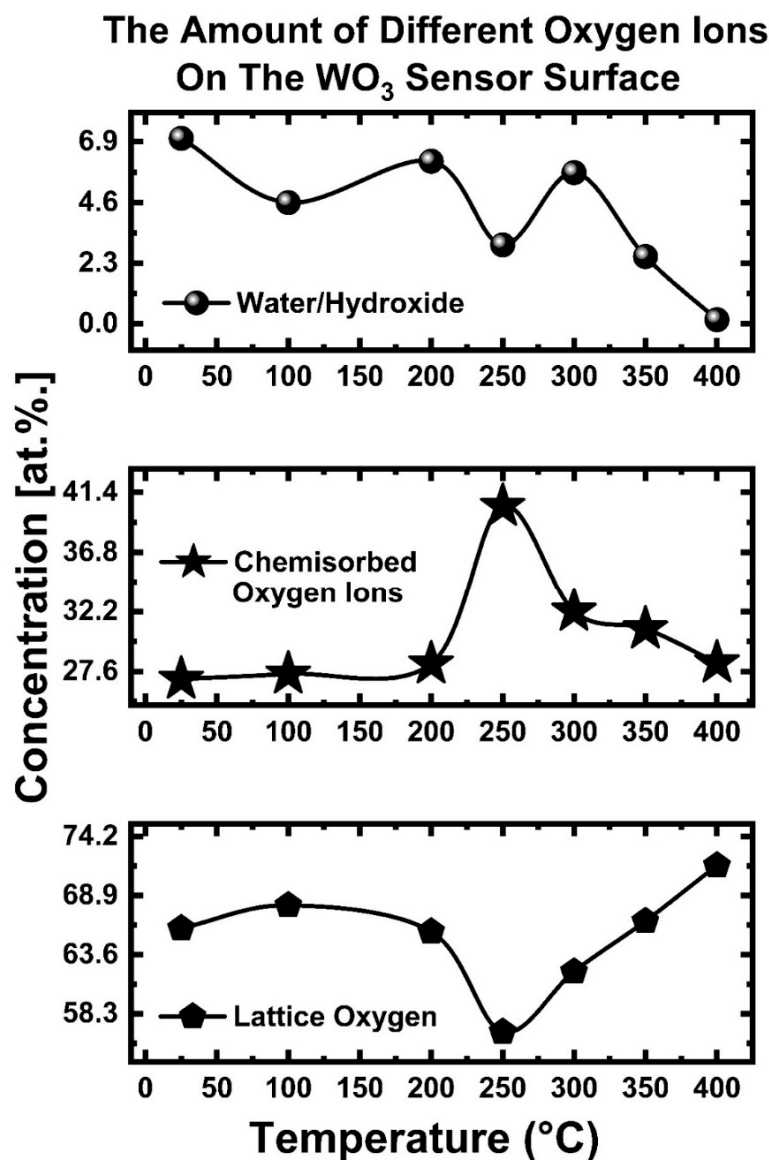 The Amount of Different Oxygen Ions
On The WO₃ Sensor Surface
Concentration [at.%.]
6.9
4.6
2.3
0.0
Water/Hydroxide
0 50 100 150 200 250 300 350 400
41.4
36.8
32.2
27.6
Chemisorbed
Oxygen Ions
0 50 100 150 200 250 300 350 400
74.2
68.9
63.6
58.3
Lattice Oxygen
0 50 100 150 200 250 300 350 400
Temperature (°C)